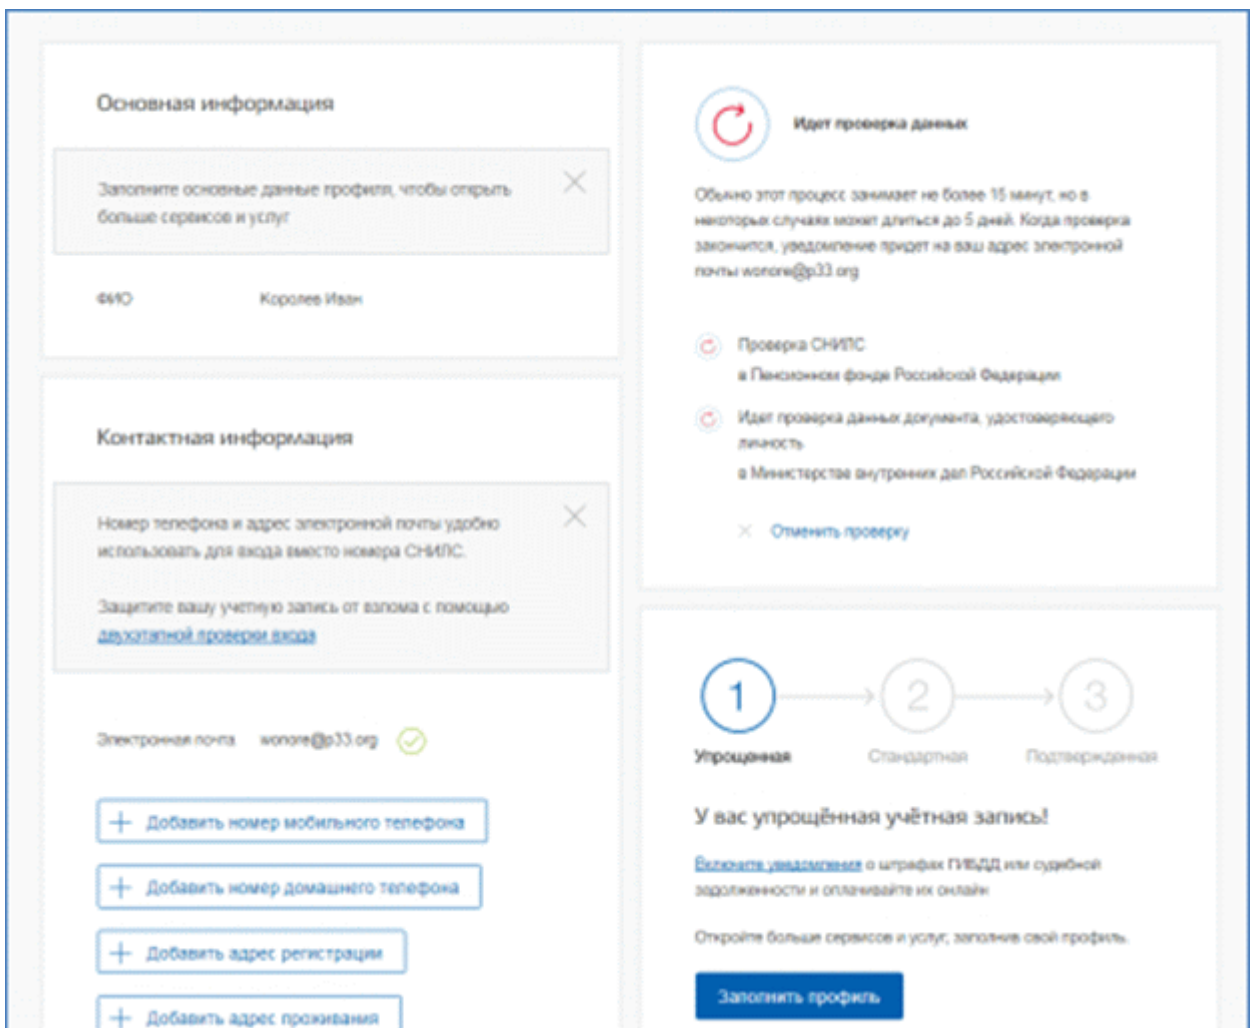 Основная информация
Заполните основные данные профиля, чтобы открыть
больше сервисов и услуг
ФИО Королев Иван
Контактная информация
Номер телефона и адрес электронной почты удобно
использовать для входа вместо номера СНИЛС.
Защитите вашу учетную запись от взлома с помощью
двухэтапной проверки входа
Электронная почта wonore@p33.org
Добавить номер мобильного телефона
Добавить номер домашнего телефона
Добавить адрес регистрации
Добавить адрес проживания
Идет проверка данных
Обычно этот процесс занимает не более 15 минут, но в
некоторых случаях может длиться до 5 дней. Когда проверка
закончится, уведомление придет на ваш адрес электронной
почты wonore@p33.org
Проверка СНИЛС
в Пенсионном фонде Российской Федерации
Идет проверка данных документа, удостоверяющего
личность
в Министерстве внутренних дел Российской Федерации
Отменить проверку
1 2 3
Упрощенная Стандартная Подтвержденная
У вас упрощённая учётная запись!
Включите уведомления о штрафах ГИБДД или судебной
задолженности и оплачивайте их онлайн
Откройте больше сервисов и услуг, заполнив свой профиль.
Заполнить профиль